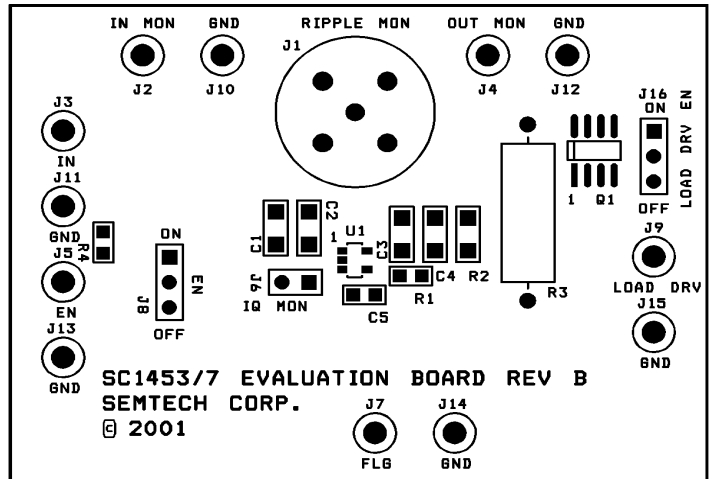 IN MON
GND
RIPPLE MON
OUT MON
GND
J1
J2
J10
J4
J12
J16
ON
LOAD DRV EN
OFF
J3
IN
J11
GND
R4
J5
EN
J13
GND
ON
EN
J8
OFF
C1
C2
1
U1
C3
C4
R2
J6
IQ MON
C5
R1
R3
1
Q1
J9
LOAD DRV
J15
GND
SC1453/7 EVALUATION BOARD REV B
SEMTECH CORP.
© 2001
J7
FLG
J14
GND